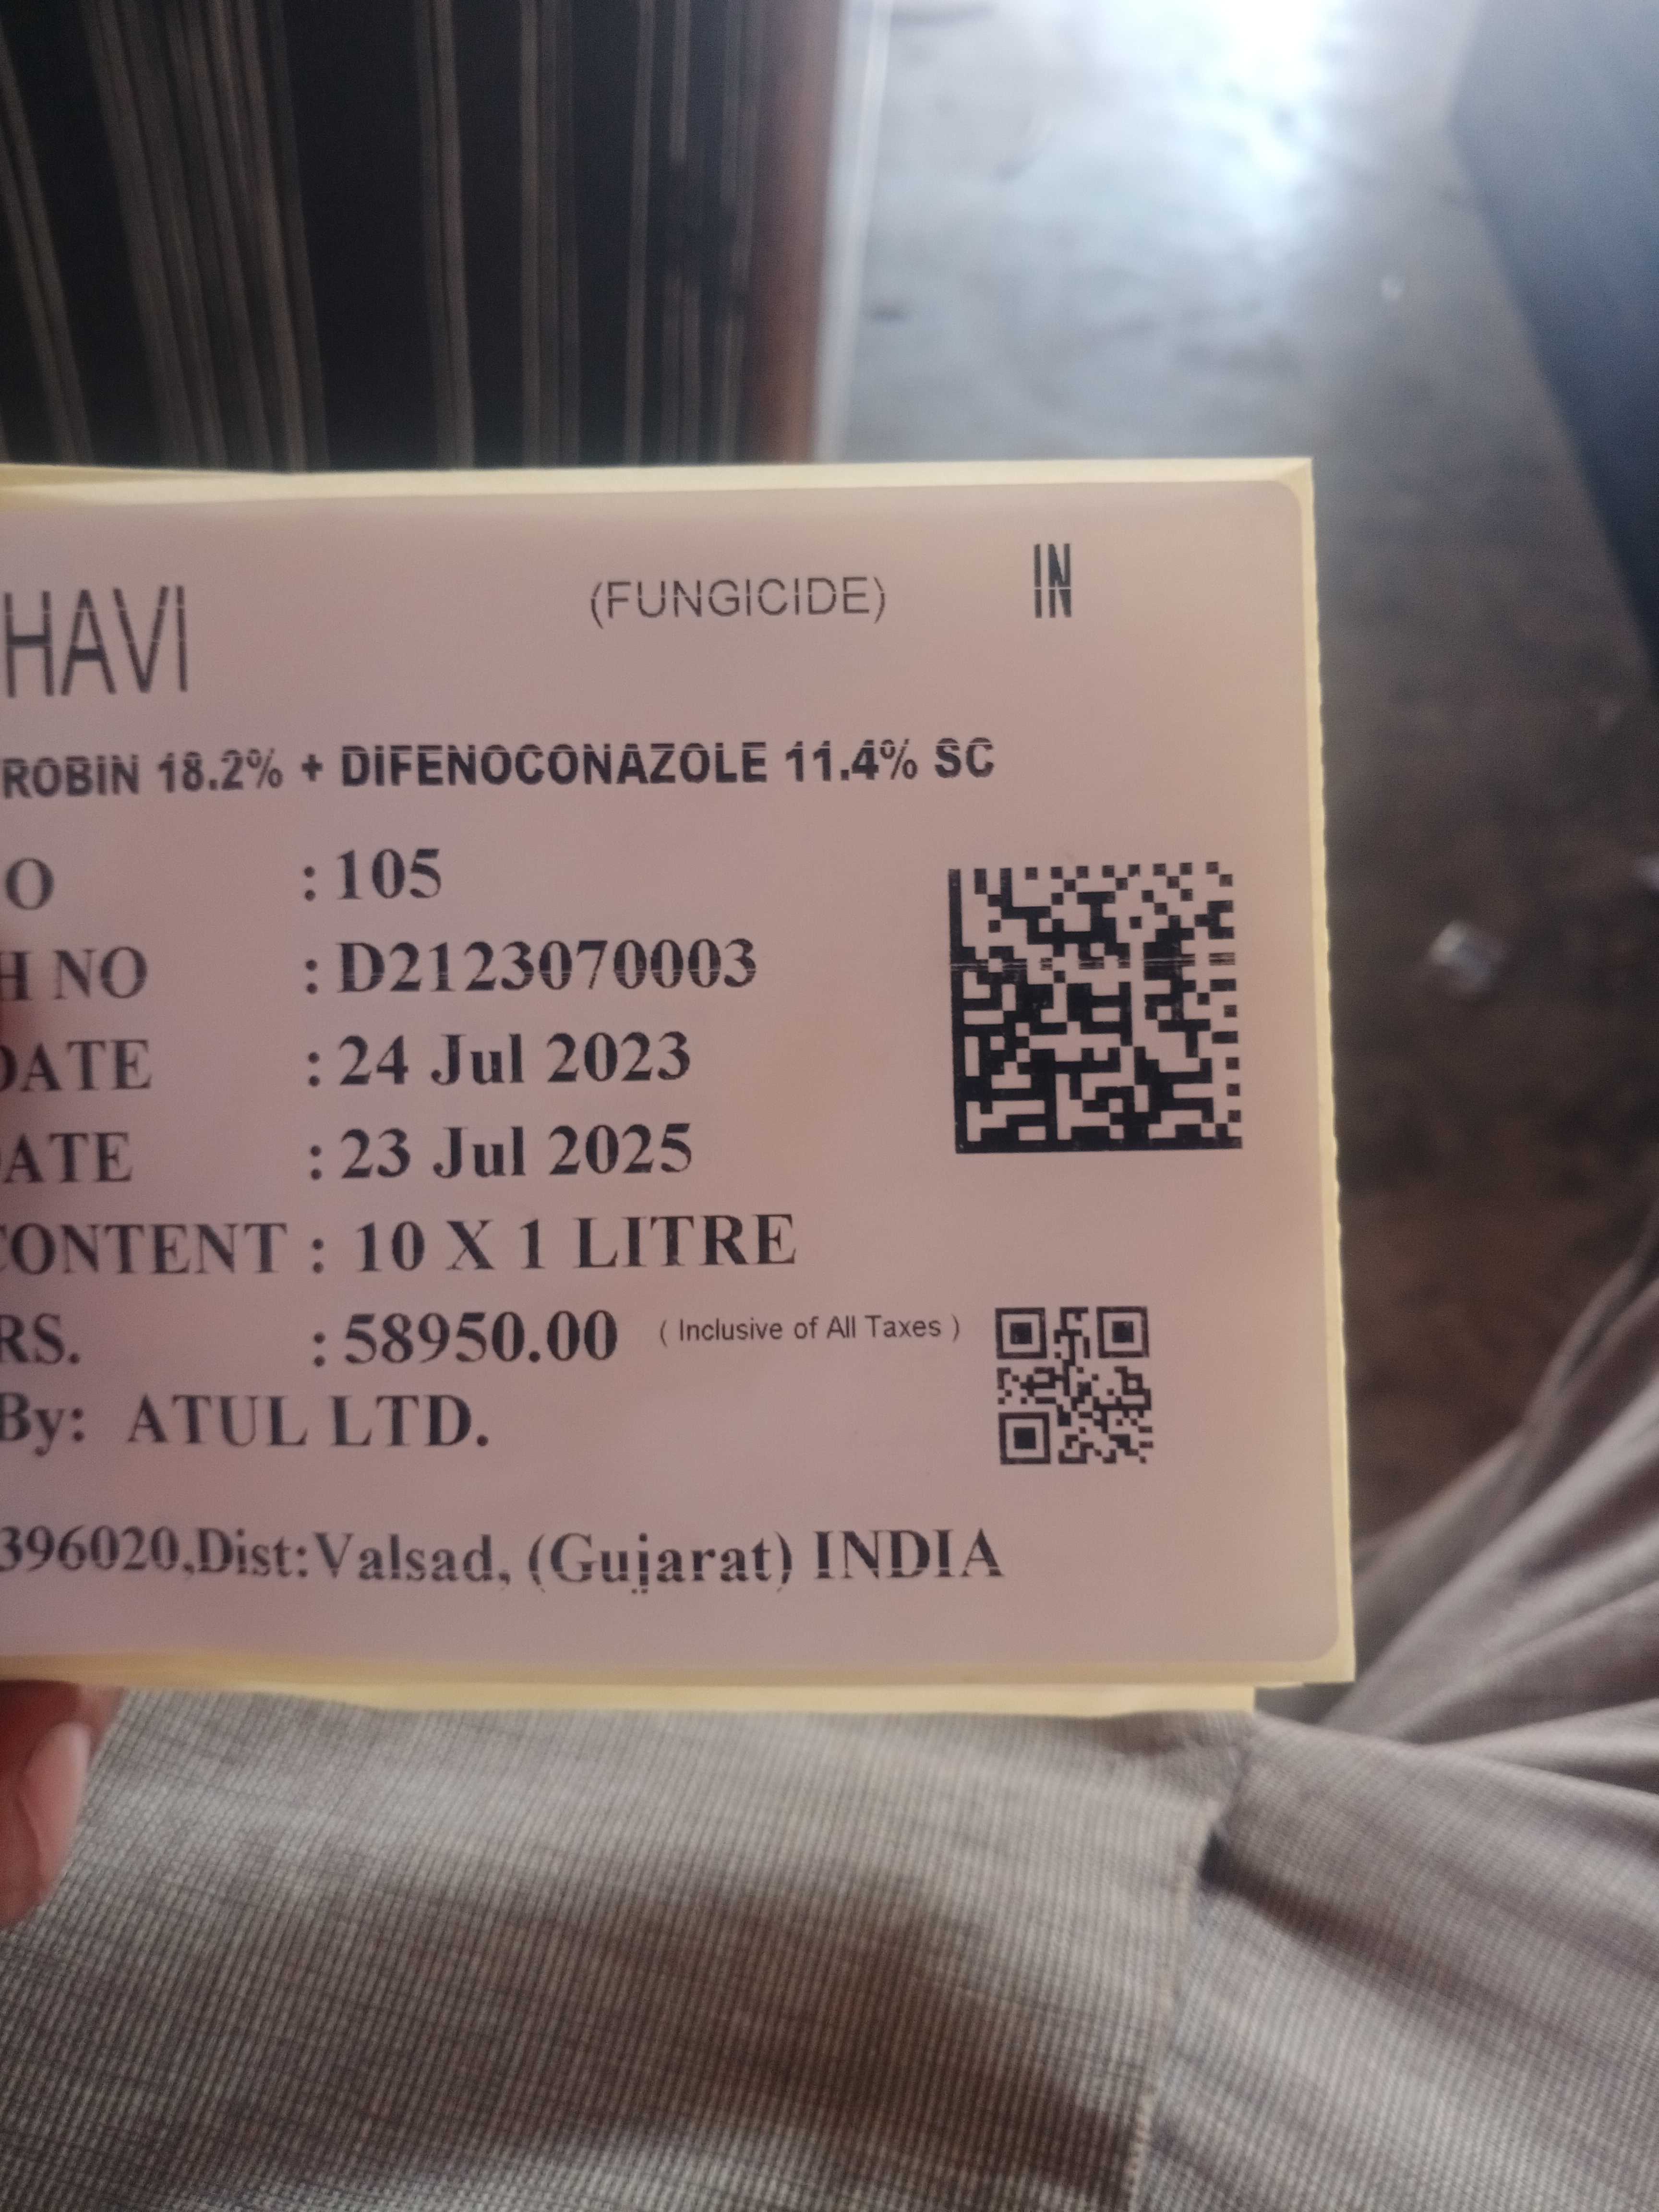 HAVI (FUNGICIDE) IN
ROBIN 18.2% + DIFENOCONAZOLE 11.4% SC
O : 105
H NO : D2123070003
DATE : 24 Jul 2023
ATE : 23 Jul 2025
CONTENT : 10 X 1 LITRE
RS. : 58950.00 ( Inclusive of All Taxes )
By: ATUL LTD.
396020,Dist:Valsad, (Gujarat) INDIA